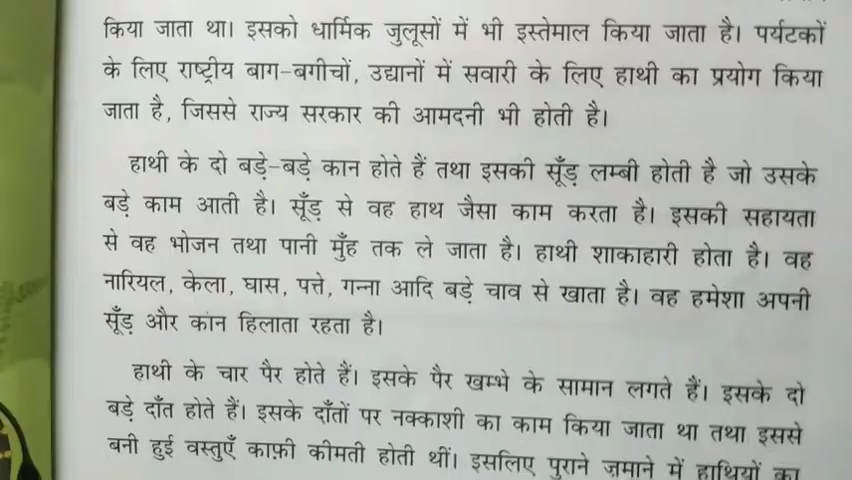 किया जाता था। इसको धार्मिक जुलूसों में भी इस्तेमाल किया जाता है। पर्यटकों
के लिए राष्ट्रीय बाग-बगीचों, उद्यानों में सवारी के लिए हाथी का प्रयोग किया
जाता है, जिससे राज्य सरकार की आमदनी भी होती है।
हाथी के दो बड़े-बड़े कान होते हैं तथा इसकी सूँड़ लम्बी होती है जो उसके
बड़े काम आती है। सूँड़ से वह हाथ जैसा काम करता है। इसकी सहायता
से वह भोजन तथा पानी मुँह तक ले जाता है। हाथी शाकाहारी होता है। वह
नारियल, केला, घास, पत्ते, गन्ना आदि बड़े चाव से खाता है। वह हमेशा अपनी
सूँड़ और कान हिलाता रहता है।
हाथी के चार पैर होते हैं। इसके पैर खम्भे के सामान लगते हैं। इसके दो
बड़े दाँत होते हैं। इसके दाँतों पर नक्काशी का काम किया जाता था तथा इससे
बनी हुई वस्तुएँ काफ़ी कीमती होती थीं। इसलिए पुराने ज़माने में हाथियों का